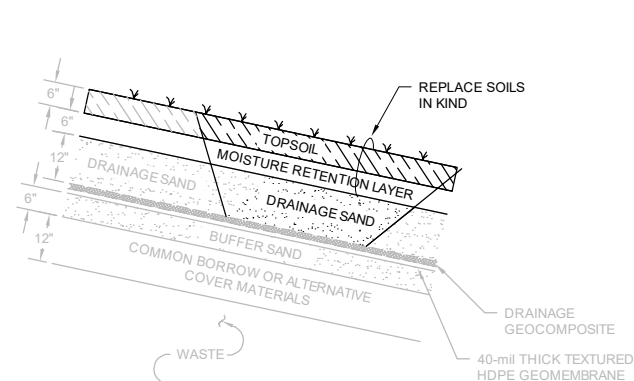 REPLACE SOILS
IN KIND
6"
6"
12"
6"
12"
TOPSOIL
MOISTURE RETENTION LAYER
DRAINAGE SAND
DRAINAGE SAND
BUFFER SAND
COMMON BORROW OR ALTERNATIVE
COVER MATERIALS
WASTE
DRAINAGE
GEOCOMPOSITE
40-mil THICK TEXTURED
HDPE GEOMEMBRANE